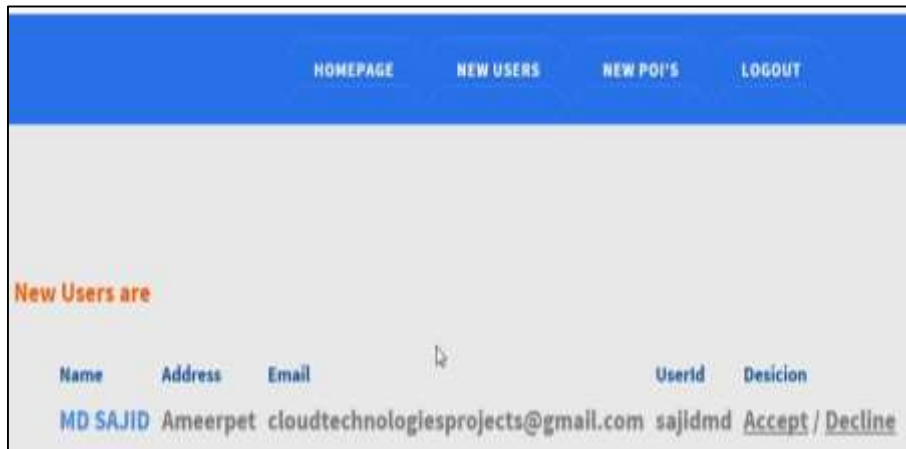 HOMEPAGE NEW USERS NEW POI'S LOGOUT
New Users are
Name Address Email UserId Desicion
MD SAJID Ameerpet cloudtechnologiesprojects@gmail.com sajidmd Accept / Decline